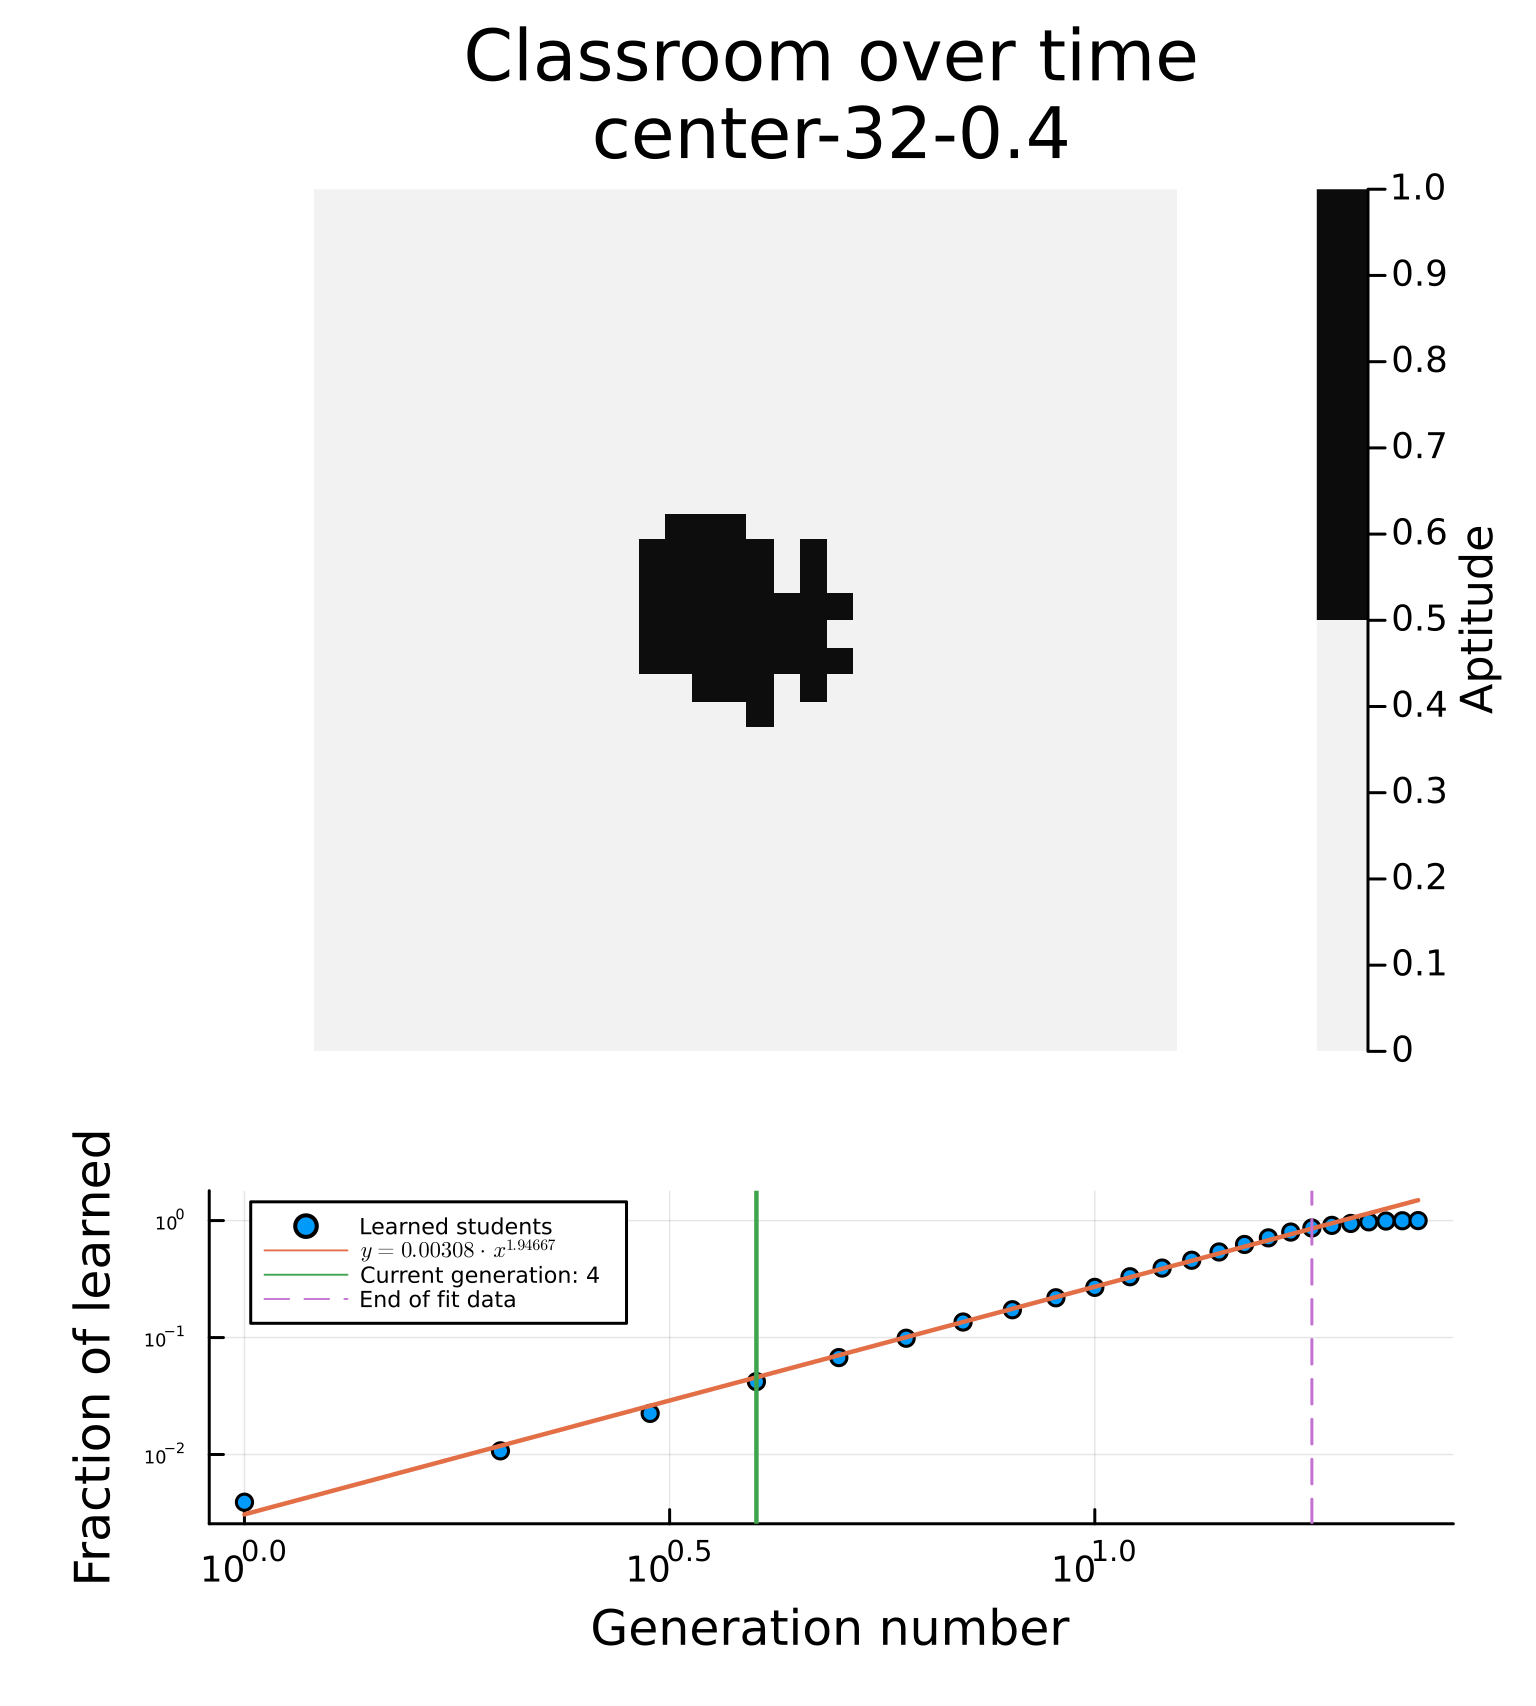 Classroom over time
center-32-0.4
1.0
0.9
0.8
0.7
0.6
0.5
0.4
0.3
0.2
0.1
0
Aptitude
Fraction of learned
10⁰
10⁻¹
10⁻²
Learned students
y = 0.00308 · x^1.94667
Current generation: 4
End of fit data
10^0.0
10^0.5
10^1.0
Generation number